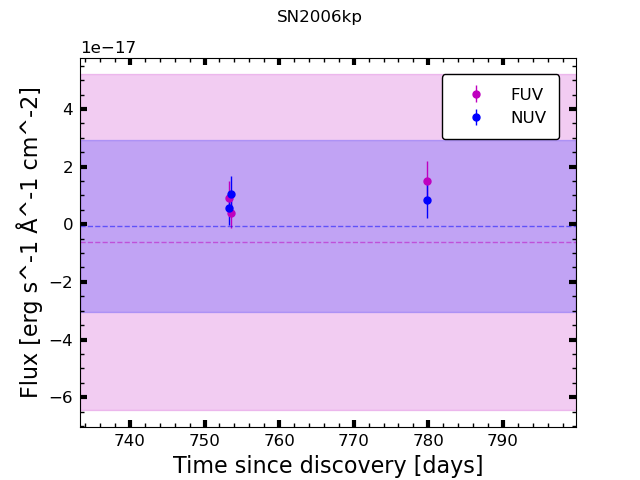 SN2006kp
1e−17
FUV
NUV
4
2
0
−2
−4
−6
Flux [erg s^-1 Å^-1 cm^-2]
740 750 760 770 780 790
Time since discovery [days]